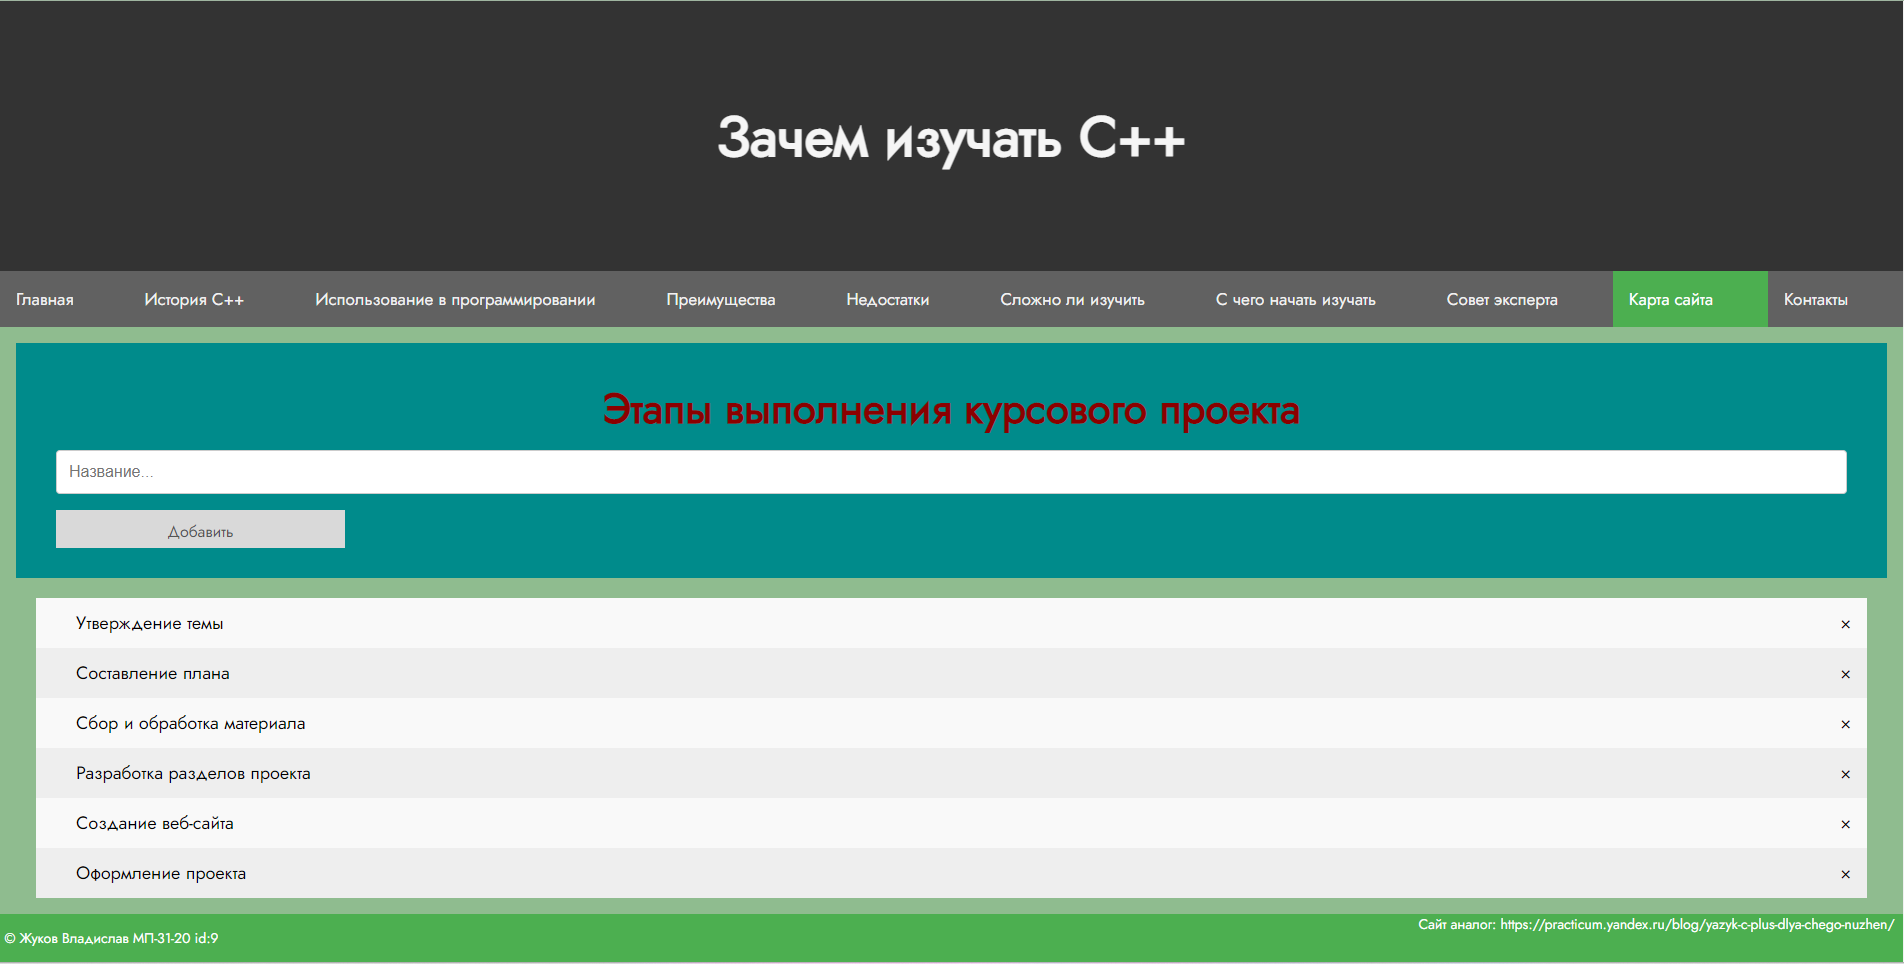 Зачем изучать C++
Главная История C++ Использование в программировании Преимущества Недостатки Сложно ли изучить С чего начать изучать Совет эксперта Карта сайта Контакты
Этапы выполнения курсового проекта
Название...
Добавить
Утверждение темы ×
Составление плана ×
Сбор и обработка материала ×
Разработка разделов проекта ×
Создание веб-сайта ×
Оформление проекта ×
Сайт аналог: https://practicum.yandex.ru/blog/yazyk-c-plus-dlya-chego-nuzhen/
© Жуков Владислав МП-31-20 id:9